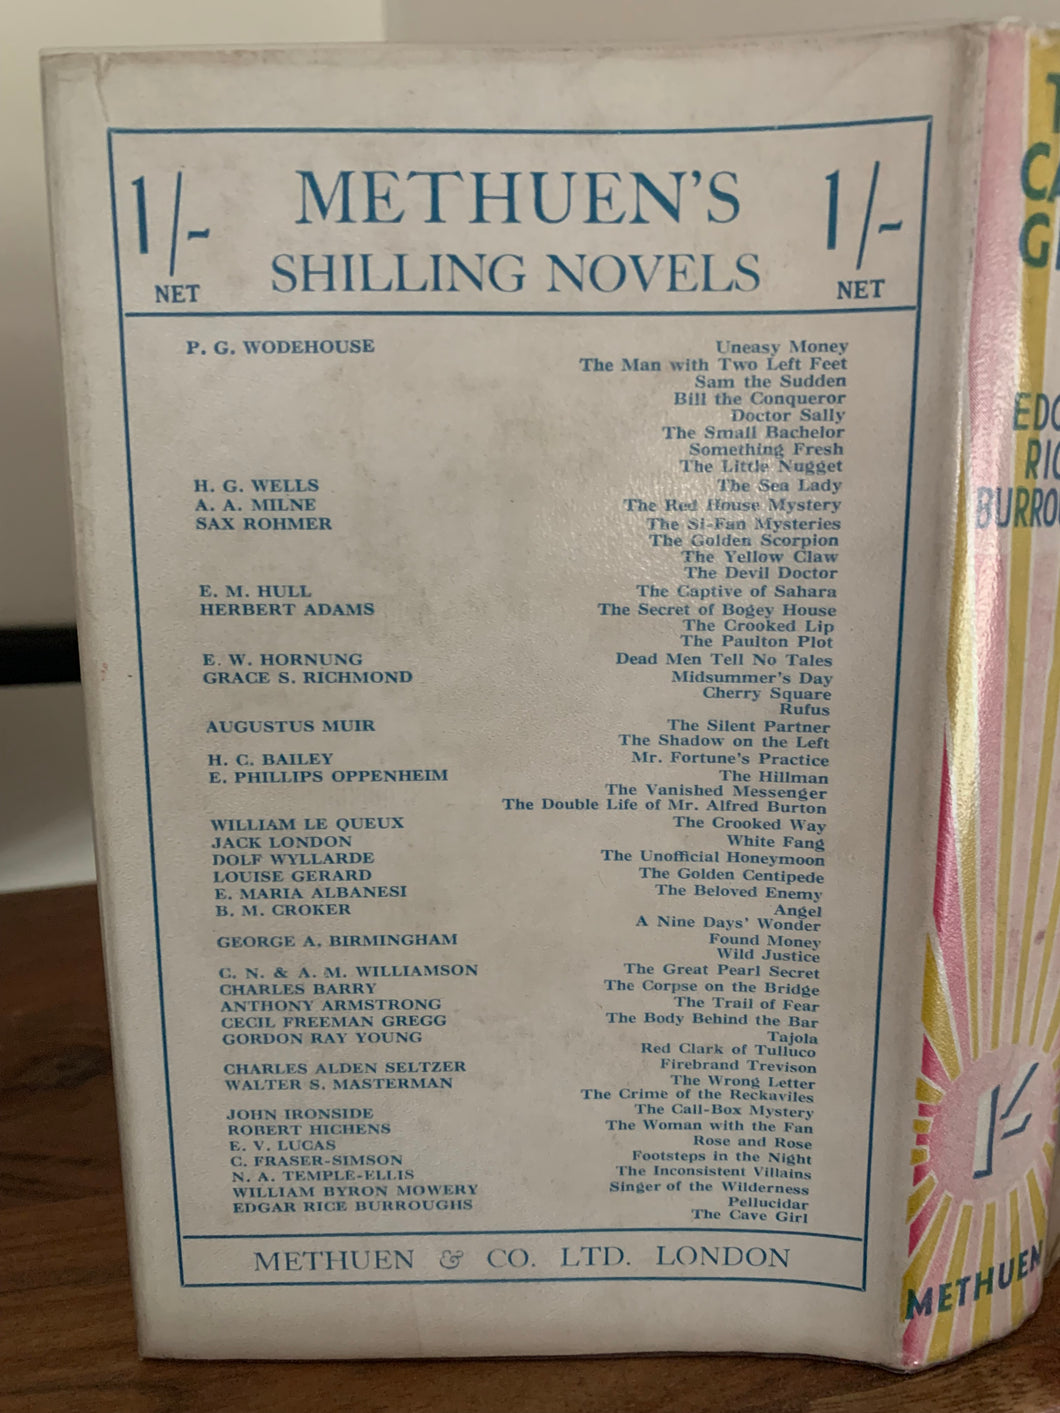 1/- METHUEN'S 1/-
NET SHILLING NOVELS NET
P. G. WODEHOUSE Uneasy Money
The Man with Two Left Feet
Sam the Sudden
Bill the Conqueror
Doctor Sally
The Small Bachelor
Something Fresh
The Little Nugget
H. G. WELLS The Sea Lady
A. A. MILNE The Red House Mystery
SAX ROHMER The Si-Fan Mysteries
The Golden Scorpion
The Yellow Claw
The Devil Doctor
E. M. HULL The Captive of Sahara
HERBERT ADAMS The Secret of Bogey House
The Crooked Lip
The Paulton Plot
E. W. HORNUNG Dead Men Tell No Tales
GRACE S. RICHMOND Midsummer's Day
Cherry Square
Rufus
AUGUSTUS MUIR The Silent Partner
The Shadow on the Left
H. C. BAILEY Mr. Fortune's Practice
E. PHILLIPS OPPENHEIM The Hillman
The Vanished Messenger
The Double Life of Mr. Alfred Burton
WILLIAM LE QUEUX The Crooked Way
JACK LONDON White Fang
DOLF WYLLARDE The Unofficial Honeymoon
LOUISE GERARD The Golden Centipede
E. MARIA ALBANESI The Beloved Enemy
B. M. CROKER Angel
A Nine Days' Wonder
GEORGE A. BIRMINGHAM Found Money
Wild Justice
C. N. & A. M. WILLIAMSON The Great Pearl Secret
CHARLES BARRY The Corpse on the Bridge
ANTHONY ARMSTRONG The Trail of Fear
CECIL FREEMAN GREGG The Body Behind the Bar
GORDON RAY YOUNG Tajola
Red Clark of Tulluco
CHARLES ALDEN SELTZER Firebrand Trevison
WALTER S. MASTERMAN The Wrong Letter
The Crime of the Reckaviles
JOHN IRONSIDE The Call-Box Mystery
ROBERT HICHENS The Woman with the Fan
E. V. LUCAS Rose and Rose
C. FRASER-SIMSON Footsteps in the Night
N. A. TEMPLE-ELLIS The Inconsistent Villains
WILLIAM BYRON MOWERY Singer of the Wilderness
EDGAR RICE BURROUGHS Pellucidar
The Cave Girl
METHUEN & CO. LTD. LONDON
1/-
METHUEN